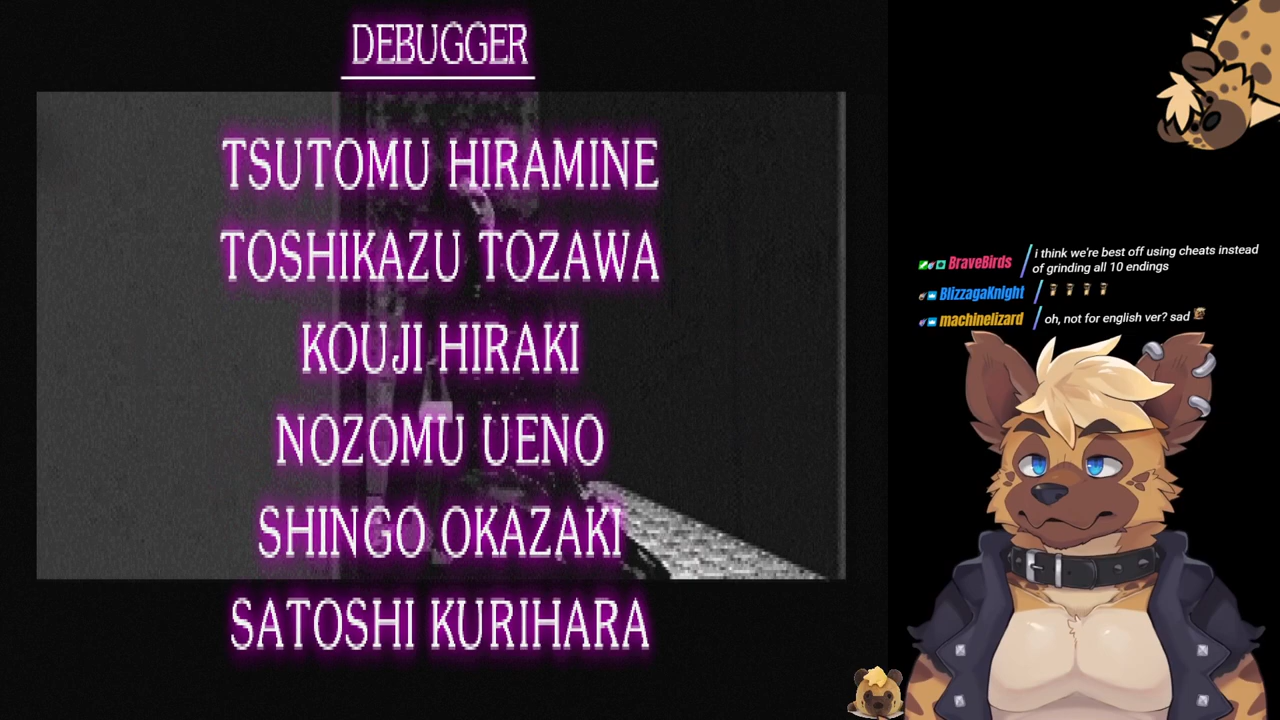 DEBUGGER
TSUTOMU HIRAMINE
TOSHIKAZU TOZAWA
KOUJI HIRAKI
NOZOMU UENO
SHINGO OKAZAKI
SATOSHI KURIHARA
BraveBirds i think we're best off using cheats instead
of grinding all 10 endings
BlizzagaKnight
machinelizard oh, not for english ver? sad